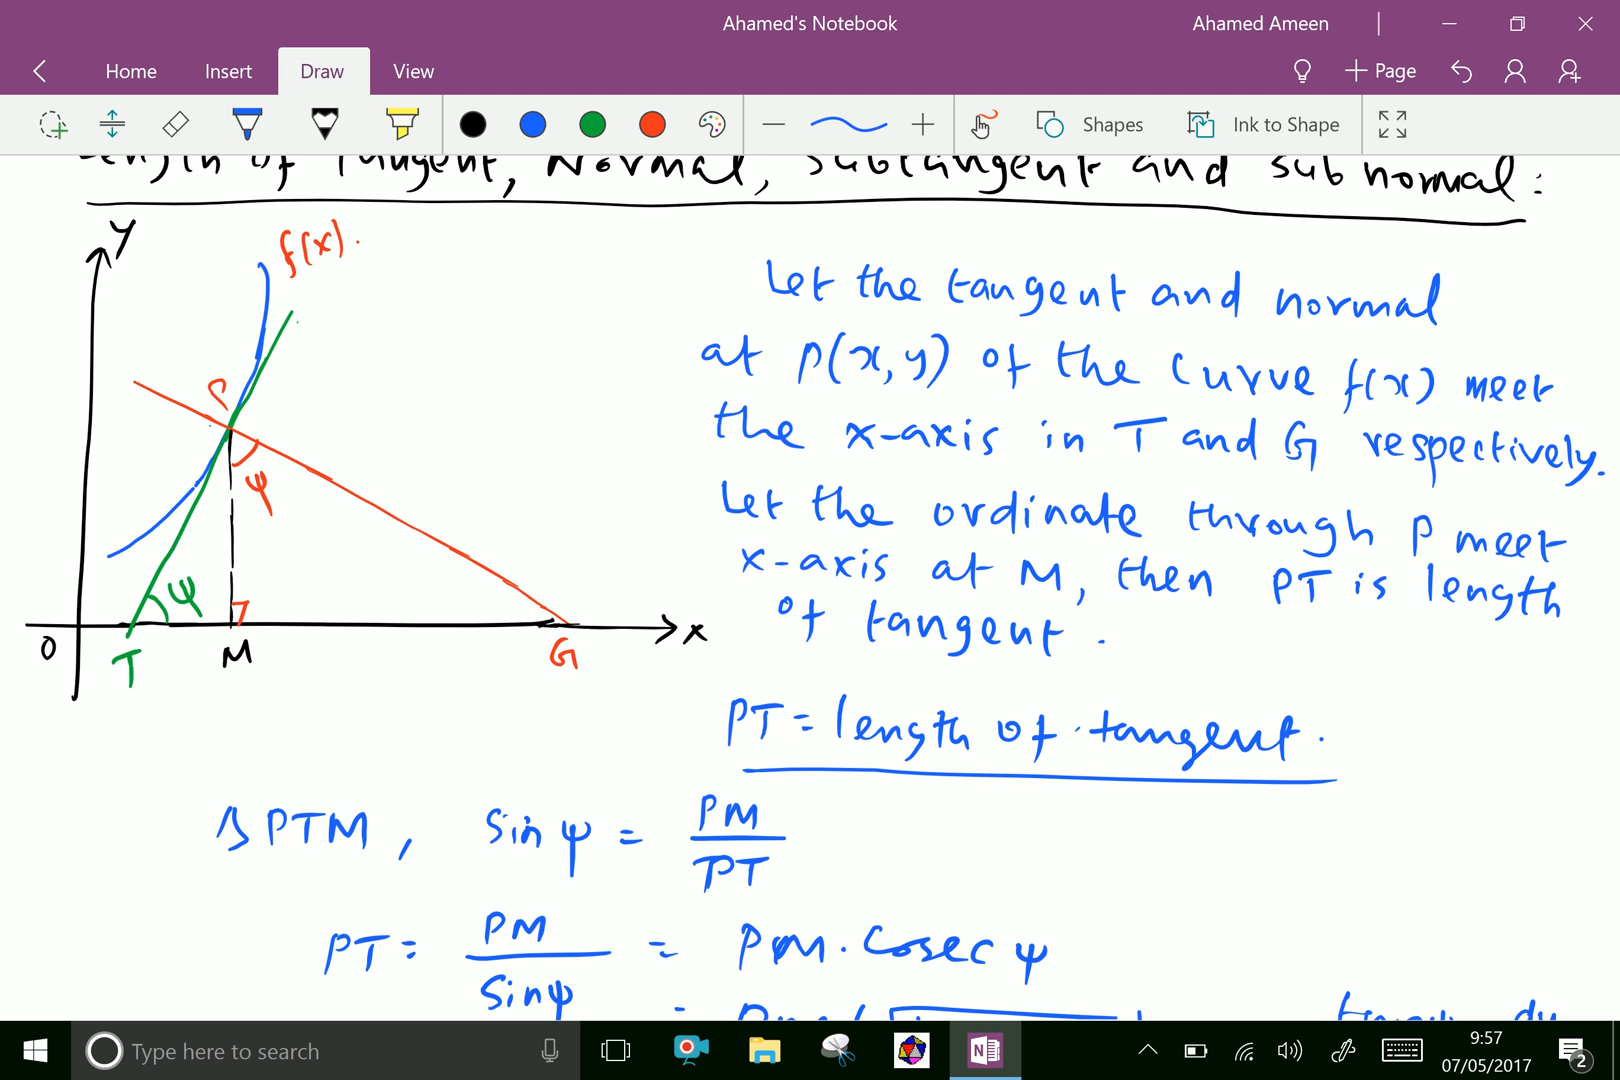 Ahamed's Notebook
Ahamed Ameen
Home
Insert
Draw
View
Page
Shapes
Ink to Shape
Length of Tangent, Normal, subtangent and subnormal:
Y
f(x).
P
ψ
ψ
O
T
M
G
x
Let the tangent and normal
at P(x,y) of the curve f(x) meet
the x-axis in T and G respectively.
Let the ordinate through P meet
x-axis at M, then PT is length
of tangent.
PT = length of tangent.
Δ PTM, Sin ψ = PM/PT
PT = PM/Sinψ = PM. Cosec ψ
Type here to search
9:57
07/05/2017
2